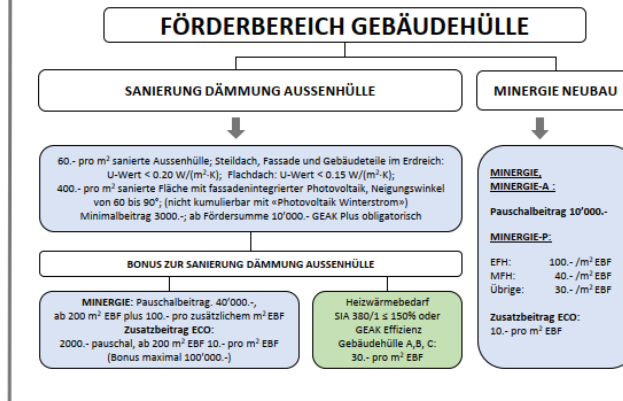 FÖRDERBEREICH GEBÄUDEHÜLLE
SANIERUNG DÄMMUNG AUSSENHÜLLE
60.- pro m² sanierte Aussenhülle; Steildach, Fassade und Gebäudeteile im Erdreich:
U-Wert < 0.20 W/(m²·K); Flachdach: U-Wert < 0.15 W/(m²·K);
400.- pro m² sanierte Fläche mit fassadenintegrierter Photovoltaik, Neigungswinkel
von 60 bis 90°; (nicht kumulierbar mit «Photovoltaik Winterstrom»)
Minimalbeitrag 3000.-; ab Fördersumme 10'000.- GEAK Plus obligatorisch
BONUS ZUR SANIERUNG DÄMMUNG AUSSENHÜLLE
MINERGIE: Pauschalbeitrag. 40'000.-,
ab 200 m² EBF plus 100.- pro zusätzlichem m² EBF
Zusatzbeitrag ECO:
2000.- pauschal, ab 200 m² EBF 10.- pro m² EBF
(Bonus maximal 100'000.-)
Heizwärmebedarf
SIA 380/1 ≤ 150% oder
GEAK Effizienz
Gebäudehülle A,B, C:
30.- pro m² EBF
MINERGIE NEUBAU
MINERGIE,
MINERGIE-A :
Pauschalbeitrag 10'000.-
MINERGIE-P:
EFH: 100.- /m² EBF
MFH: 40.- /m² EBF
Übrige: 30.- /m² EBF
Zusatzbeitrag ECO:
10.- pro m² EBF